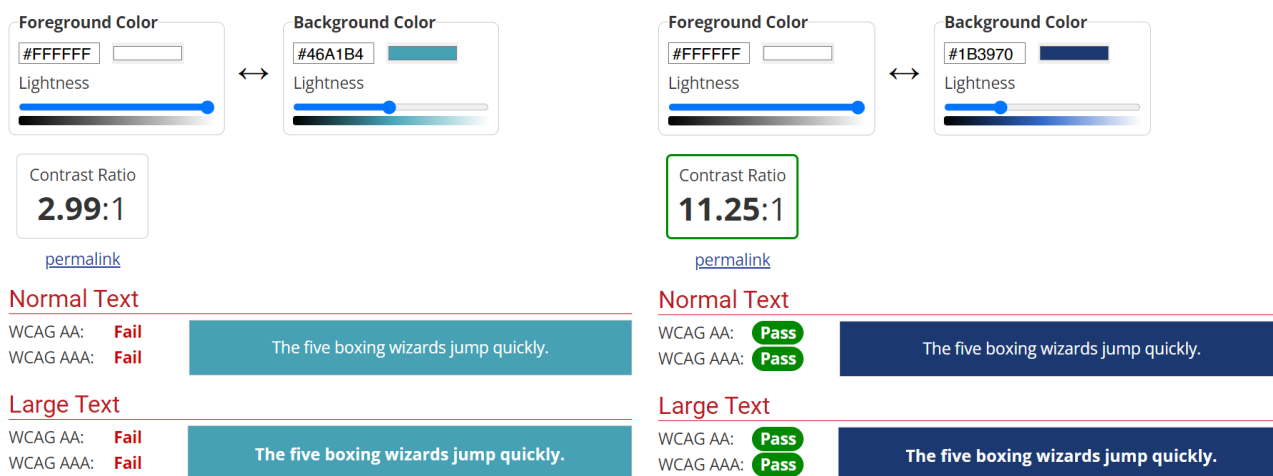 Foreground Color
#FFFFFF
Lightness
Background Color
#46A1B4
Lightness
Contrast Ratio
2.99:1
permalink
Normal Text
WCAG AA: Fail
WCAG AAA: Fail
The five boxing wizards jump quickly.
Large Text
WCAG AA: Fail
WCAG AAA: Fail
The five boxing wizards jump quickly.
Foreground Color
#FFFFFF
Lightness
Background Color
#1B3970
Lightness
Contrast Ratio
11.25:1
permalink
Normal Text
WCAG AA: Pass
WCAG AAA: Pass
The five boxing wizards jump quickly.
Large Text
WCAG AA: Pass
WCAG AAA: Pass
The five boxing wizards jump quickly.